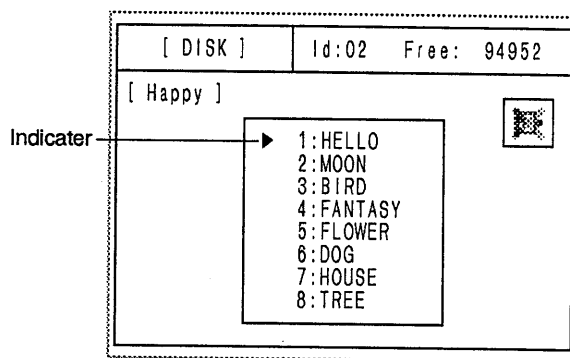 [ DISK ] Id:02 Free: 94952
[ Happy ]
Indicater
1:HELLO
2:MOON
3:BIRD
4:FANTASY
5:FLOWER
6:DOG
7:HOUSE
8:TREE